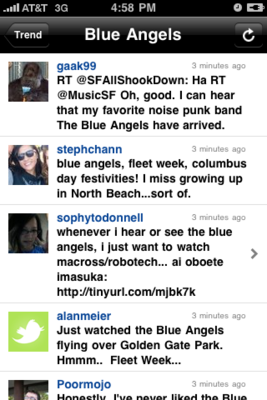 AT&T 3G 4:58 PM
Trend Blue Angels
gaak99 3 minutes ago
RT @SFAllShookDown: Ha RT
@MusicSF Oh, good. I can hear
that my favorite noise punk band
The Blue Angels have arrived.
stephchann 3 minutes ago
blue angels, fleet week, columbus
day festivities! I miss growing up
in North Beach...sort of.
sophytodonnell 3 minutes ago
whenever i hear or see the blue
angels, i just want to watch
macross/robotech... ai oboete
imasuka:
http://tinyurl.com/mjbk7k
alanmeier 3 minutes ago
Just watched the Blue Angels
flying over Golden Gate Park.
Hmmm.. Fleet Week...
Poormojo 3 minutes ago
Honestly, I've never liked the Blue